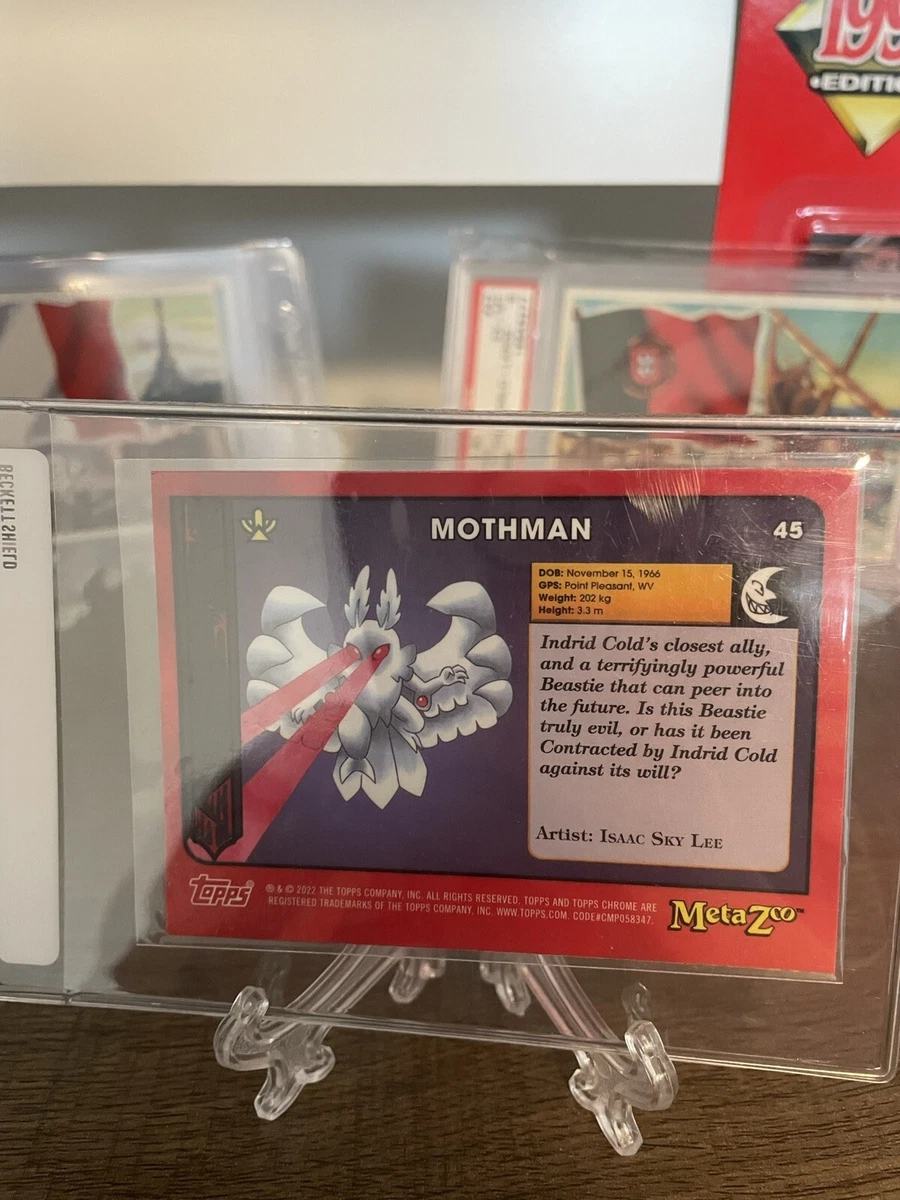 199
EDITIO
BECKETT SHIELD
MOTHMAN
45
DOB: November 15, 1966
GPS: Point Pleasant, WV
Weight: 202 kg
Height: 3.3 m
Indrid Cold's closest ally,
and a terrifyingly powerful
Beastie that can peer into
the future. Is this Beastie
truly evil, or has it been
Contracted by Indrid Cold
against its will?
Artist: Isaac Sky Lee
Topps®
® & © 2022 THE TOPPS COMPANY, INC. ALL RIGHTS RESERVED. TOPPS AND TOPPS CHROME ARE
REGISTERED TRADEMARKS OF THE TOPPS COMPANY, INC. WWW.TOPPS.COM. CODE#CMP058347.
MetaZoo™